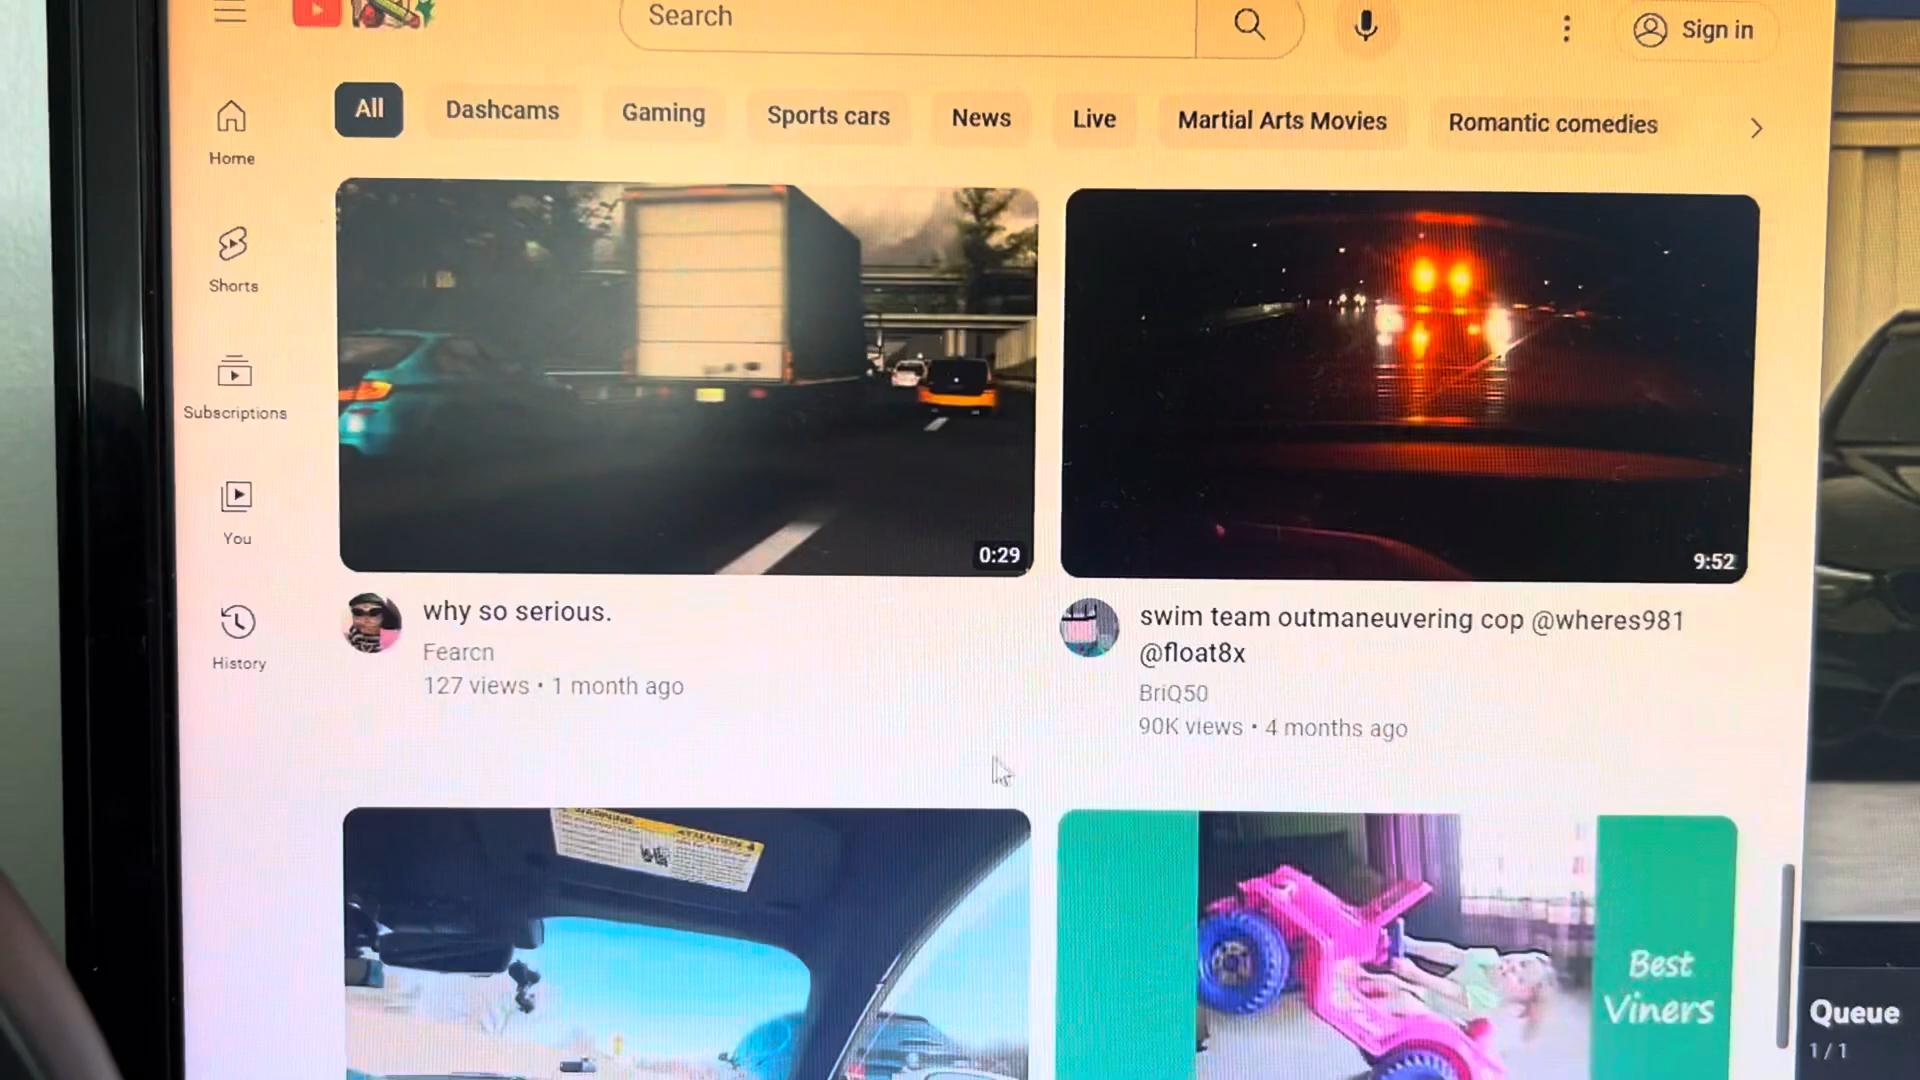 Search
Sign in
All
Dashcams
Gaming
Sports cars
News
Live
Martial Arts Movies
Romantic comedies
Home
Shorts
Subscriptions
You
History
0:29
9:52
why so serious.
Fearcn
127 views • 1 month ago
swim team outmaneuvering cop @wheres981
@float8x
BriQ50
90K views • 4 months ago
WARNING
ATTENTION
Best
Viners
Queue
1 / 1